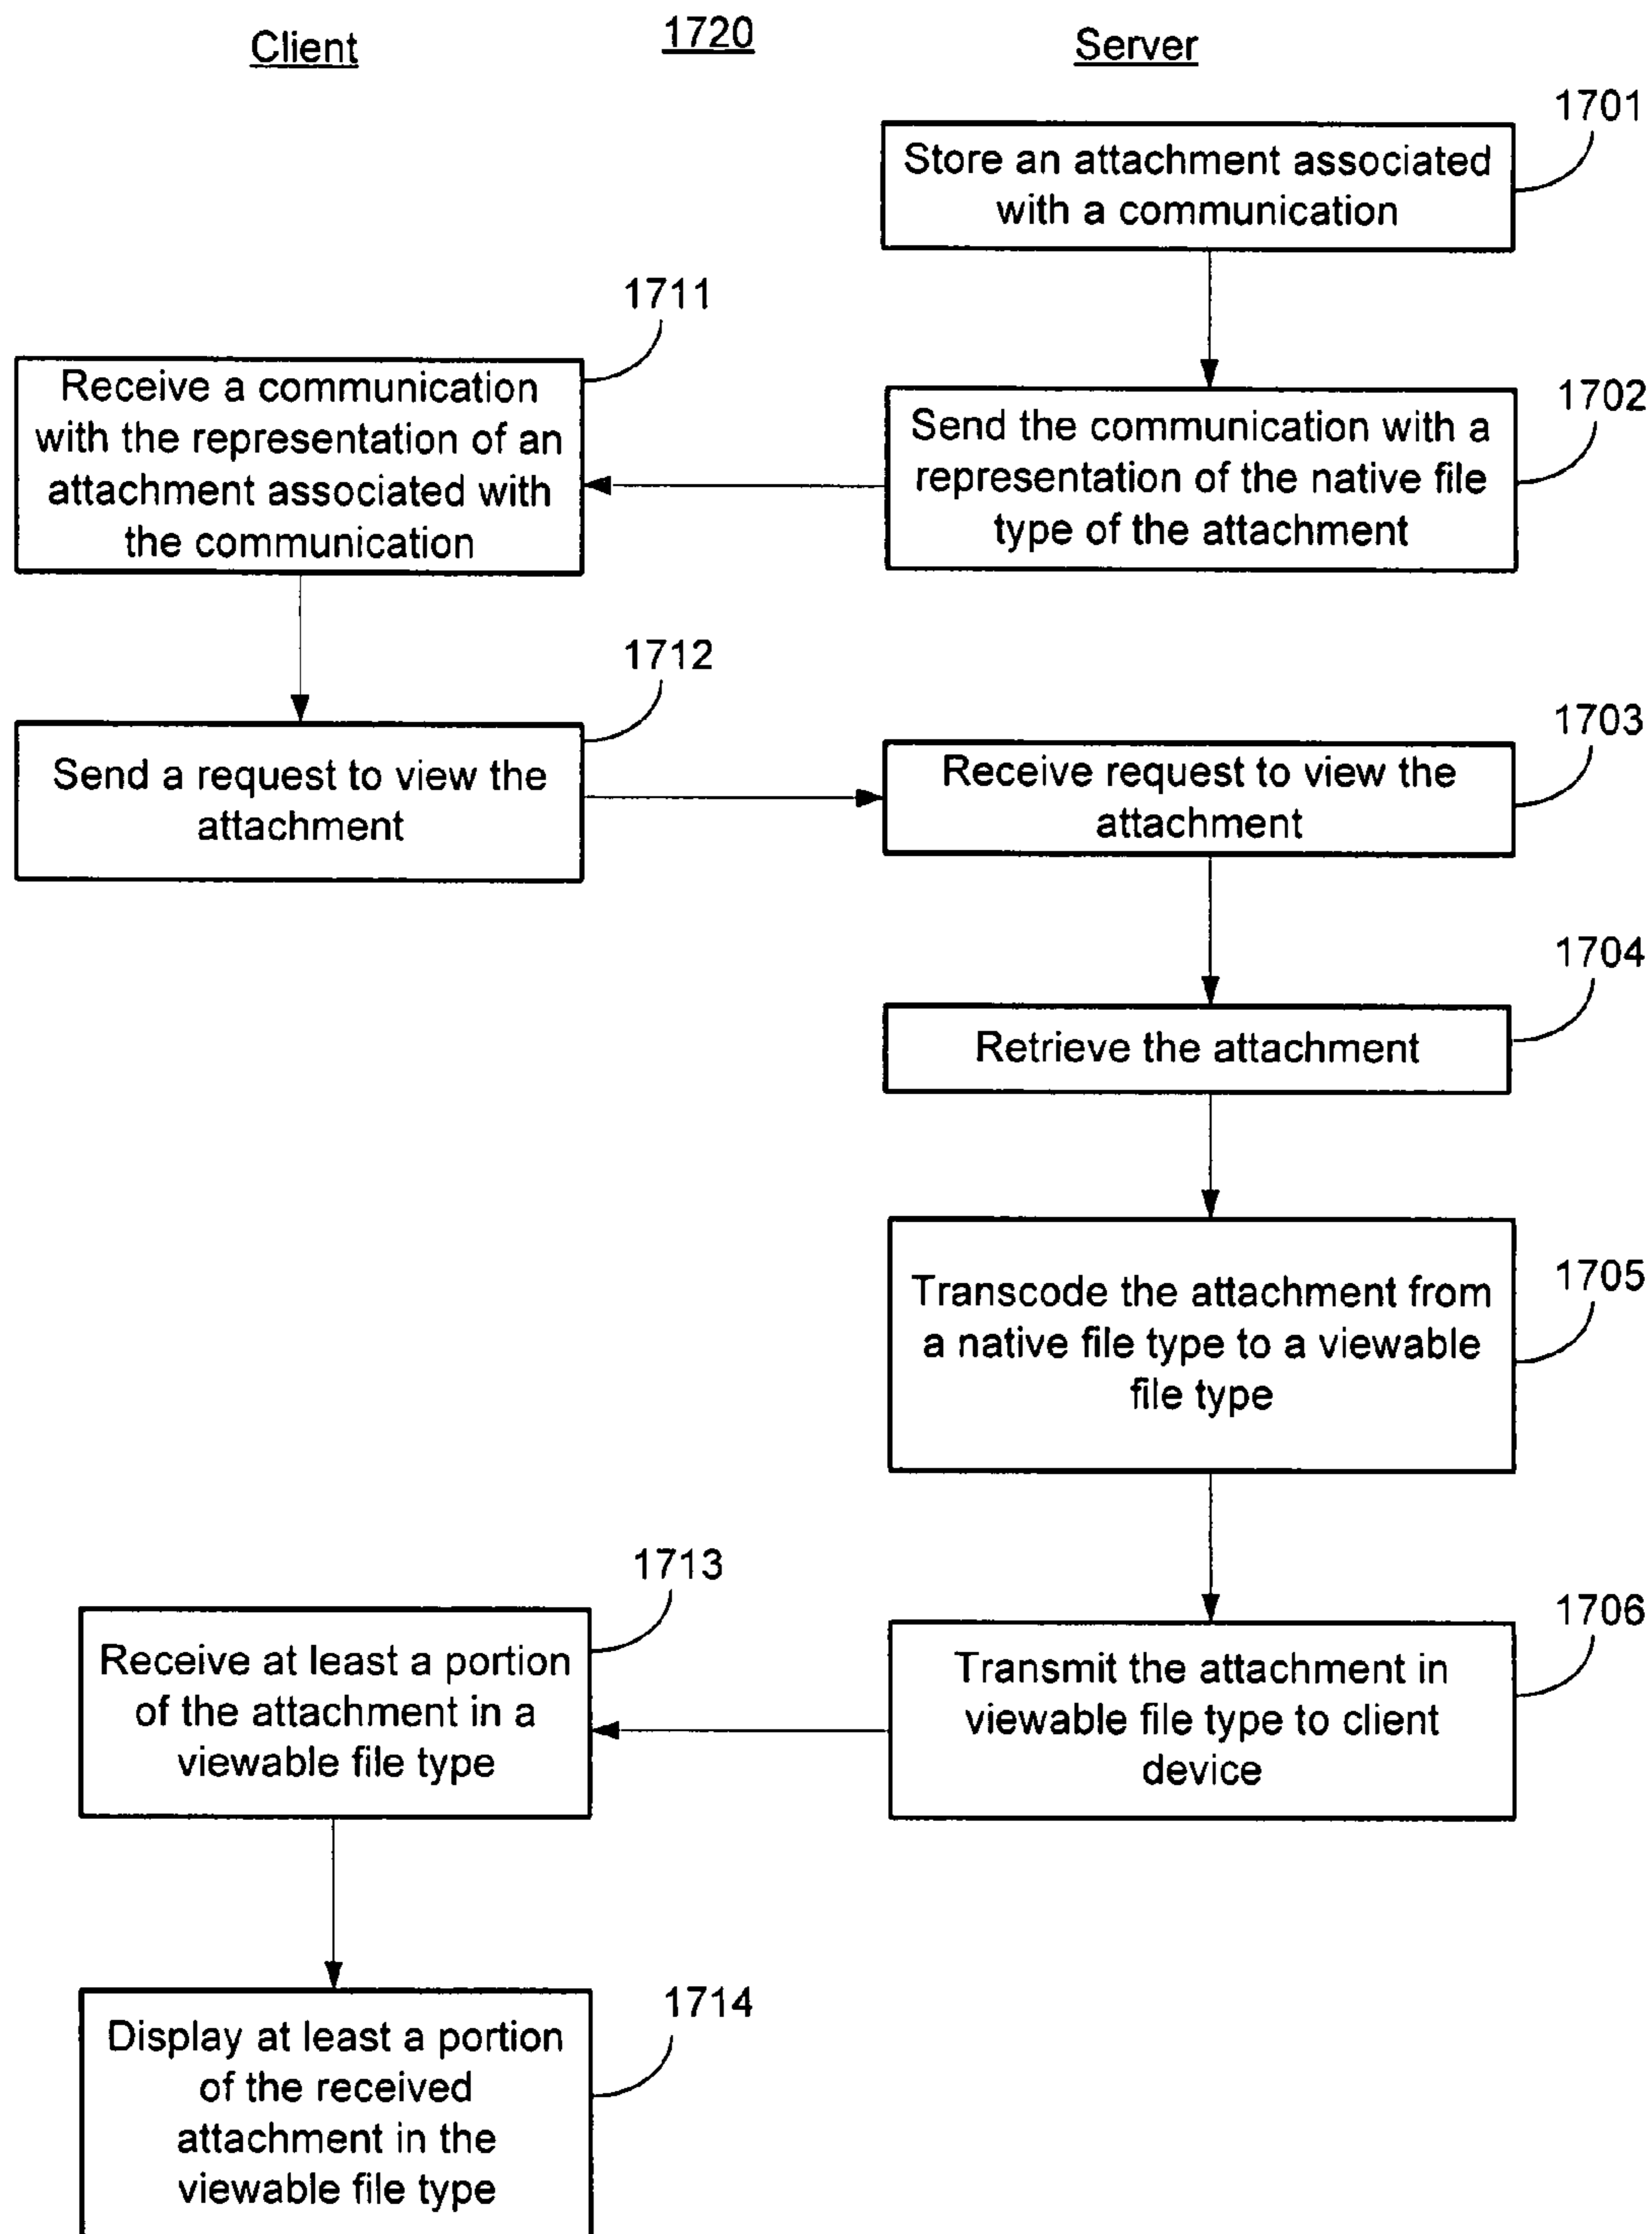 Client
1720
Server
1701
Store an attachment associated
with a communication
1711
Receive a communication
with the representation of an
attachment associated with
the communication
1702
Send the communication with a
representation of the native file
type of the attachment
1712
Send a request to view the
attachment
1703
Receive request to view the
attachment
1704
Retrieve the attachment
1705
Transcode the attachment from
a native file type to a viewable
file type
1713
Receive at least a portion
of the attachment in a
viewable file type
1706
Transmit the attachment in
viewable file type to client
device
1714
Display at least a portion
of the received
attachment in the
viewable file type